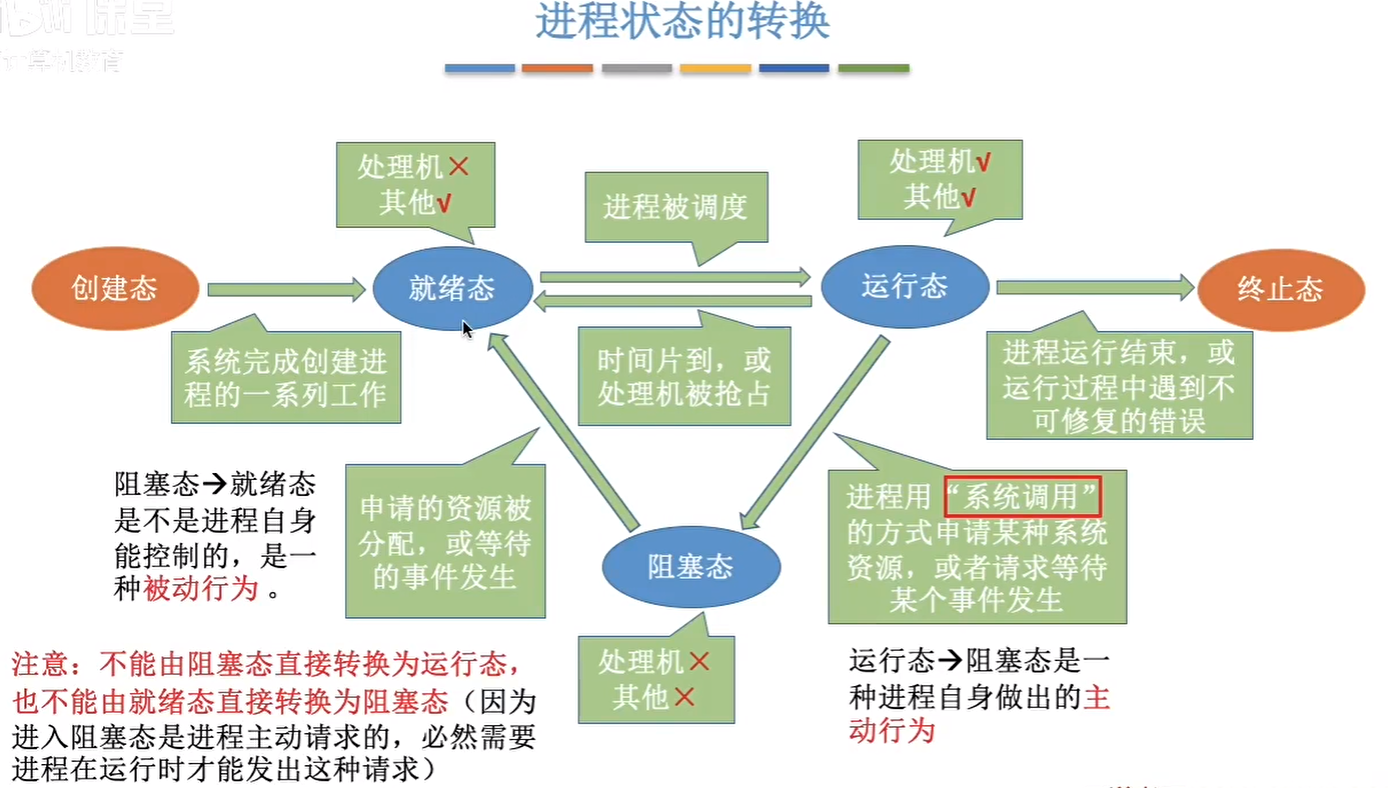 课堂
计算机教育
进程状态的转换
处理机×
其他√
进程被调度
处理机√
其他√
创建态
就绪态
运行态
终止态
系统完成创建进
程的一系列工作
时间片到，或
处理机被抢占
进程运行结束，或
运行过程中遇到不
可修复的错误
阻塞态→就绪态
是不是进程自身
能控制的，是一
种被动行为 。
申请的资源被
分配，或等待
的事件发生
阻塞态
进程用“系统调用”
的方式申请某种系统
资源，或者请求等待
某个事件发生
处理机×
其他×
注意：不能由阻塞态直接转换为运行态，
也不能由就绪态直接转换为阻塞态（因为
进入阻塞态是进程主动请求的，必然需要
进程在运行时才能发出这种请求）
运行态→阻塞态是一
种进程自身做出的主
动行为